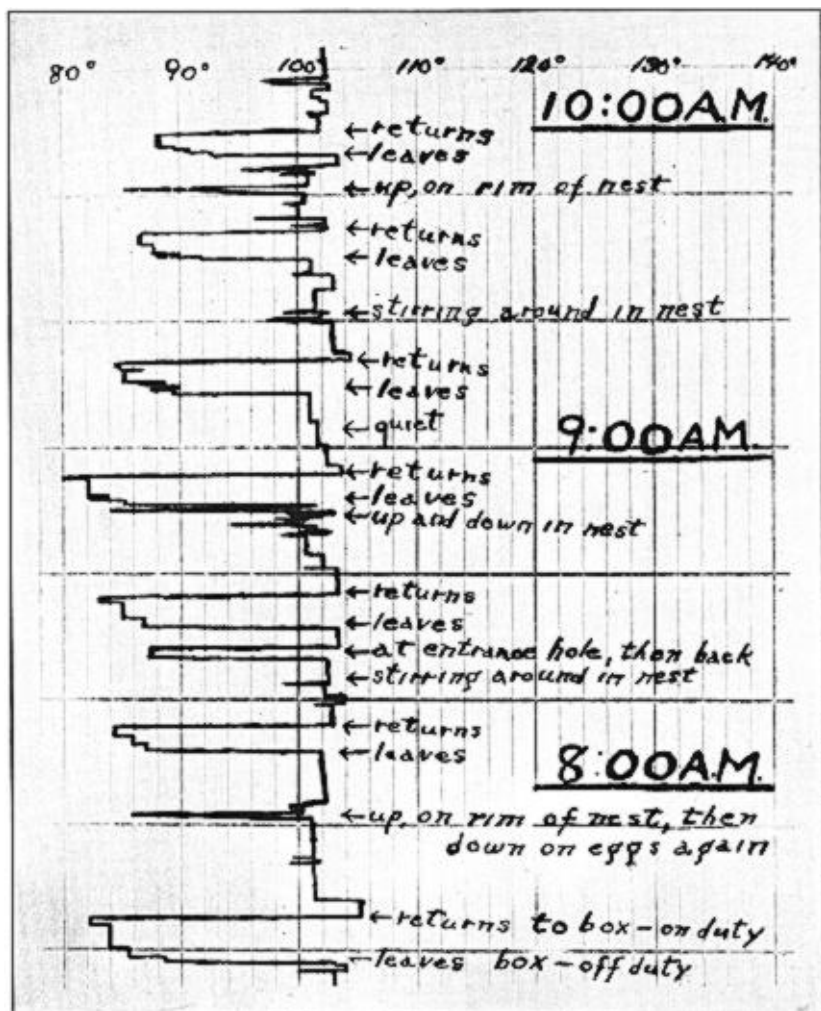 80° 90° 100° 110° 120° 130° 140°
10:00 A.M.
←returns
←leaves
←up, on rim of nest
←returns
←leaves
←stirring around in nest
←returns
←leaves
←quiet
9:00 A.M.
←returns
←leaves
←up and down in nest
←returns
←leaves
←at entrance hole, then back
←stirring around in nest
←returns
←leaves
8:00 A.M.
←up, on rim of nest, then
down on eggs again
←returns to box-on duty
←leaves box-off duty